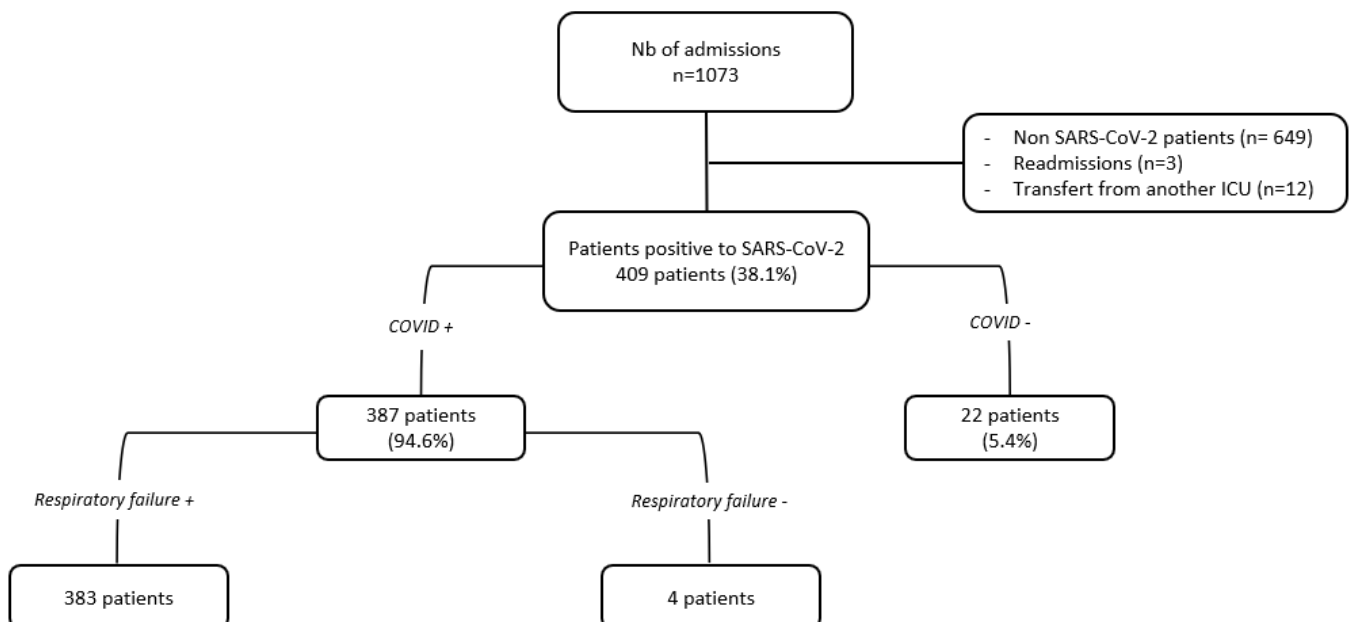 Nb of admissions
n=1073
- Non SARS-CoV-2 patients (n= 649)
- Readmissions (n=3)
- Transfert from another ICU (n=12)
Patients positive to SARS-CoV-2
409 patients (38.1%)
COVID +
COVID -
387 patients
(94.6%)
22 patients
(5.4%)
Respiratory failure +
Respiratory failure -
383 patients
4 patients